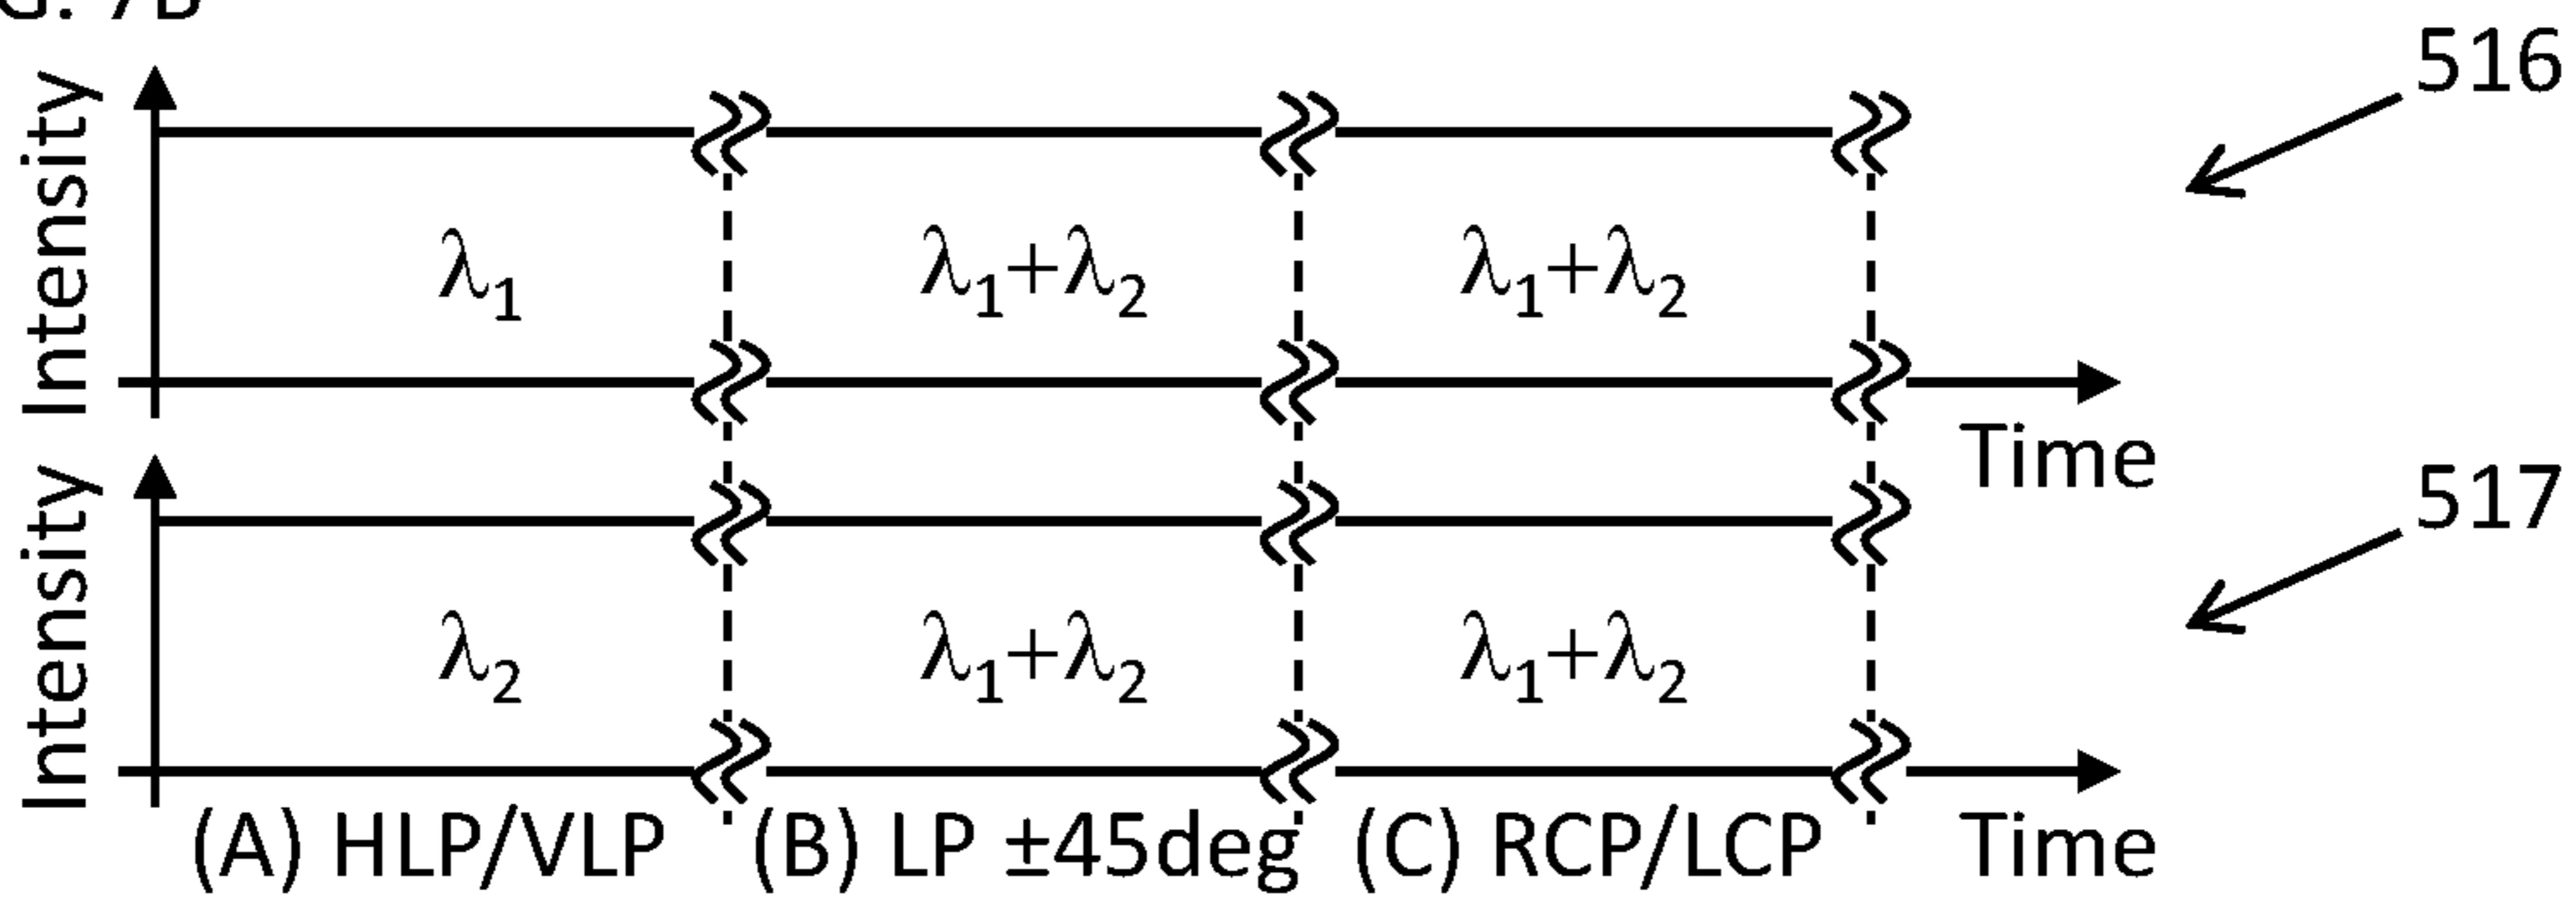 G. 7B
516
Intensity
λ₁ λ₁+λ₂ λ₁+λ₂
Time
517
Intensity
λ₂ λ₁+λ₂ λ₁+λ₂
(A) HLP/VLP (B) LP ±45deg (C) RCP/LCP Time